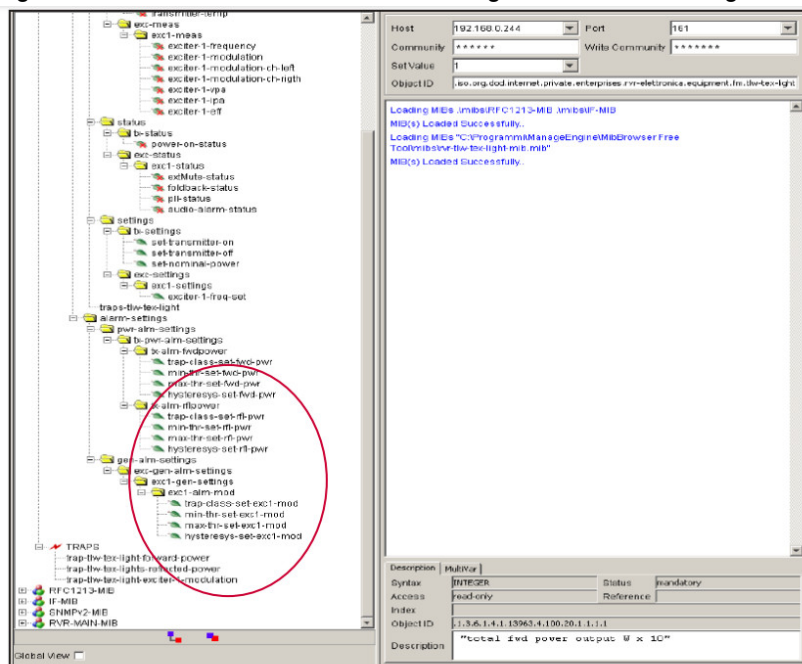 transmitter-temp
exc-meas
exc1-meas
exciter-1-frequency
exciter-1-modulation
exciter-1-modulation-ch-left
exciter-1-modulation-ch-rigth
exciter-1-vpa
exciter-1-ipa
exciter-1-eff
status
tx-status
power-on-status
exc-status
exc1-status
extMute-status
foldback-status
pll-status
audio-alarm-status
settings
tx-settings
set-transmitter-on
set-transmitter-off
set-nominal-power
exc-settings
exc1-settings
exciter-1-freq-set
traps-tlw-tex-light
alarm-settings
pwr-alm-settings
tx-pwr-alm-settings
tx-alm-fwdpower
trap-class-set-fwd-pwr
min-thr-set-fwd-pwr
max-thr-set-fwd-pwr
hysteresys-set-fwd-pwr
tx-alm-rflpower
trap-class-set-rfl-pwr
min-thr-set-rfl-pwr
max-thr-set-rfl-pwr
hysteresys-set-rfl-pwr
gen-alm-settings
exc-gen-alm-settings
exc1-gen-settings
exc1-alm-mod
trap-class-set-exc1-mod
min-thr-set-exc1-mod
max-thr-set-exc1-mod
hysteresys-set-exc1-mod
TRAPS
trap-tlw-tex-light-forward-power
trap-tlw-tex-lights-reflected-power
trap-tlw-tex-light-exciter-1-modulation
RFC1213-MIB
IF-MIB
SNMPv2-MIB
RVR-MAIN-MIB
Global View
Host 192.168.0.244 Port 161
Community ****** Write Community *******
Set Value 1
Object ID .iso.org.dod.internet.private.enterprises.rvr-elettronica.equipment.fm.tlw-tex-light
Loading MIBs .\mibs\RFC1213-MIB .\mibs\IF-MIB
MIB(s) Loaded Successfully..
Loading MIBs "C:\Programmi\ManageEngine\MibBrowser Free
Tool\mibs\rvr-tlw-tex-light-mib.mib"
MIB(s) Loaded Successfully..
Description MultiVar
Syntax INTEGER Status mandatory
Access read-only Reference
Index
Object ID .1.3.6.1.4.1.13963.4.100.20.1.1.1.1
Description "total fwd power output W x 10"